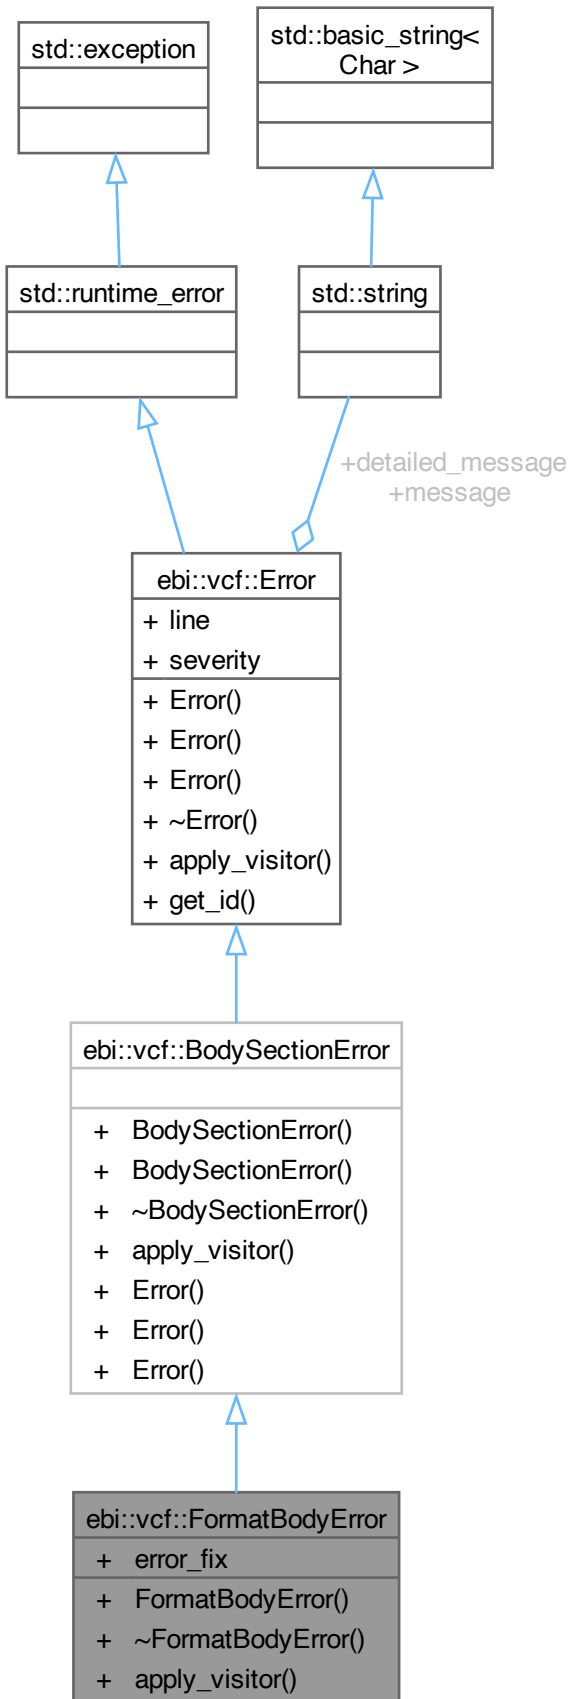 std::exception
std::basic_string<
Char >
std::runtime_error
std::string
+detailed_message
+message
ebi::vcf::Error
+ line
+ severity
+ Error()
+ Error()
+ Error()
+ ~Error()
+ apply_visitor()
+ get_id()
ebi::vcf::BodySectionError
+ BodySectionError()
+ BodySectionError()
+ ~BodySectionError()
+ apply_visitor()
+ Error()
+ Error()
+ Error()
ebi::vcf::FormatBodyError
+ error_fix
+ FormatBodyError()
+ ~FormatBodyError()
+ apply_visitor()